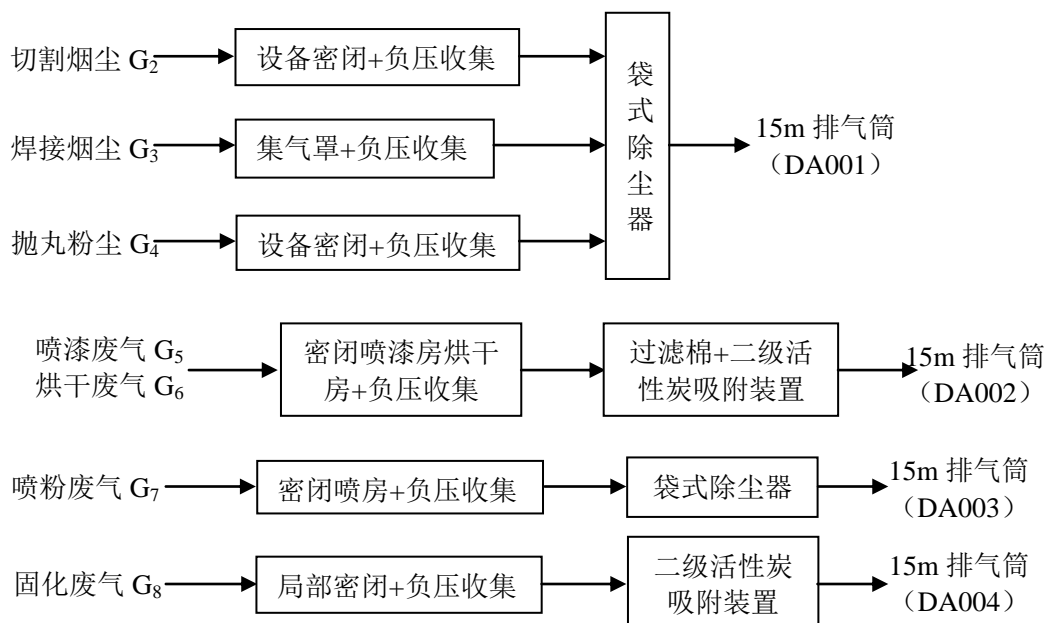 切割烟尘 G2
设备密闭+负压收集
焊接烟尘 G3
集气罩+负压收集
抛丸粉尘 G4
设备密闭+负压收集
袋式除尘器
15m 排气筒
（DA001）
喷漆废气 G5
烘干废气 G6
密闭喷漆房烘干
房+负压收集
过滤棉+二级活
性炭吸附装置
15m 排气筒
（DA002）
喷粉废气 G7
密闭喷房+负压收集
袋式除尘器
15m 排气筒
（DA003）
固化废气 G8
局部密闭+负压收集
二级活性炭
吸附装置
15m 排气筒
（DA004）